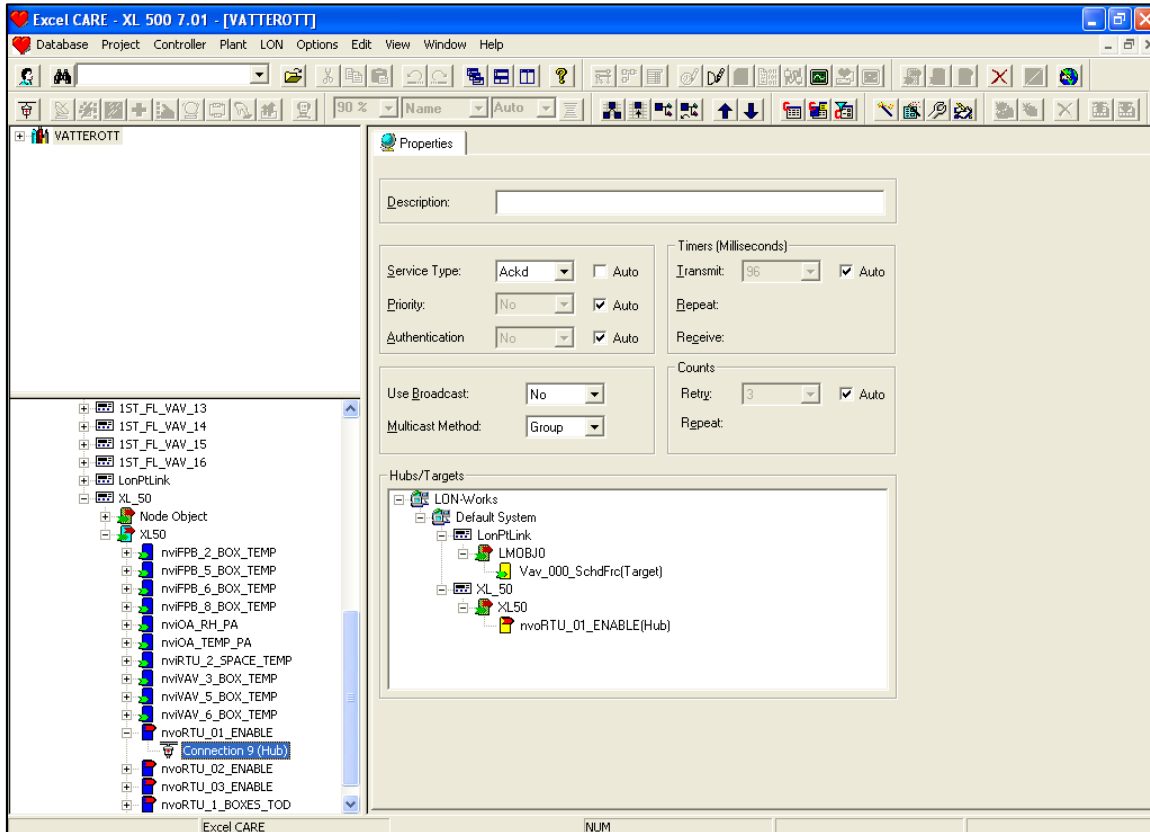 Excel CARE - XL 500 7.01 - [VATTEROTT]
Database Project Controller Plant LON Options Edit View Window Help
90 % Name Auto
VATTEROTT
1ST_FL_VAV_13
1ST_FL_VAV_14
1ST_FL_VAV_15
1ST_FL_VAV_16
LonPtLink
XL_50
Node Object
XL50
nviFPB_2_BOX_TEMP
nviFPB_5_BOX_TEMP
nviFPB_6_BOX_TEMP
nviFPB_8_BOX_TEMP
nviOA_RH_PA
nviOA_TEMP_PA
nviRTU_2_SPACE_TEMP
nviVAV_3_BOX_TEMP
nviVAV_5_BOX_TEMP
nviVAV_6_BOX_TEMP
nvoRTU_01_ENABLE
Connection 9 (Hub)
nvoRTU_02_ENABLE
nvoRTU_03_ENABLE
nvoRTU_1_BOXES_TOD
Properties
Description:
Service Type: Ackd Auto
Priority: No Auto
Authentication No Auto
Timers (Milliseconds)
Transmit: 96 Auto
Repeat:
Receive:
Use Broadcast: No
Multicast Method: Group
Counts
Retry: 3 Auto
Repeat:
Hubs/Targets
LON-Works
Default System
LonPtLink
LMOBJ0
Vav_000_SchdFrc(Target)
XL_50
XL50
nvoRTU_01_ENABLE(Hub)
Excel CARE NUM